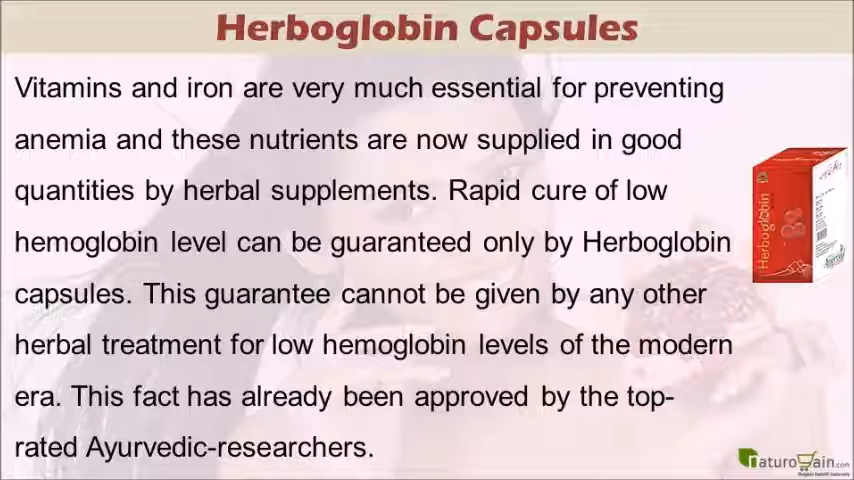 Herboglobin Capsules
Vitamins and iron are very much essential for preventing
anemia and these nutrients are now supplied in good
quantities by herbal supplements. Rapid cure of low
hemoglobin level can be guaranteed only by Herboglobin
capsules. This guarantee cannot be given by any other
herbal treatment for low hemoglobin levels of the modern
era. This fact has already been approved by the top-
rated Ayurvedic-researchers.
Herboglobin
naturogain.com